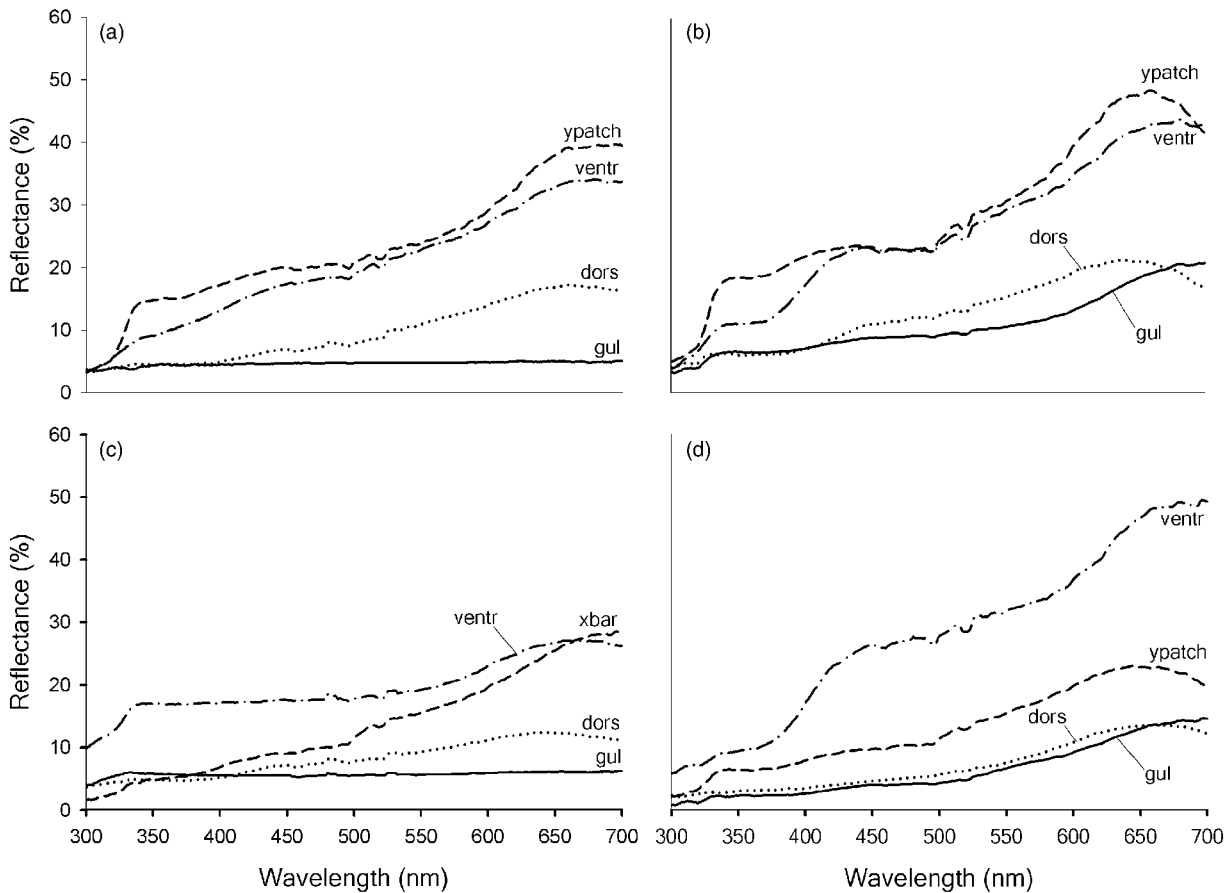 (a)
60
50
40
30
20
10
0
Reflectance (%)
ypatch
ventr
dors
gul
(b)
ypatch
ventr
dors
gul
(c)
60
50
40
30
20
10
0
Reflectance (%)
ventr
xbar
dors
gul
300 350 400 450 500 550 600 650 700
Wavelength (nm)
(d)
ventr
ypatch
dors
gul
300 350 400 450 500 550 600 650 700
Wavelength (nm)